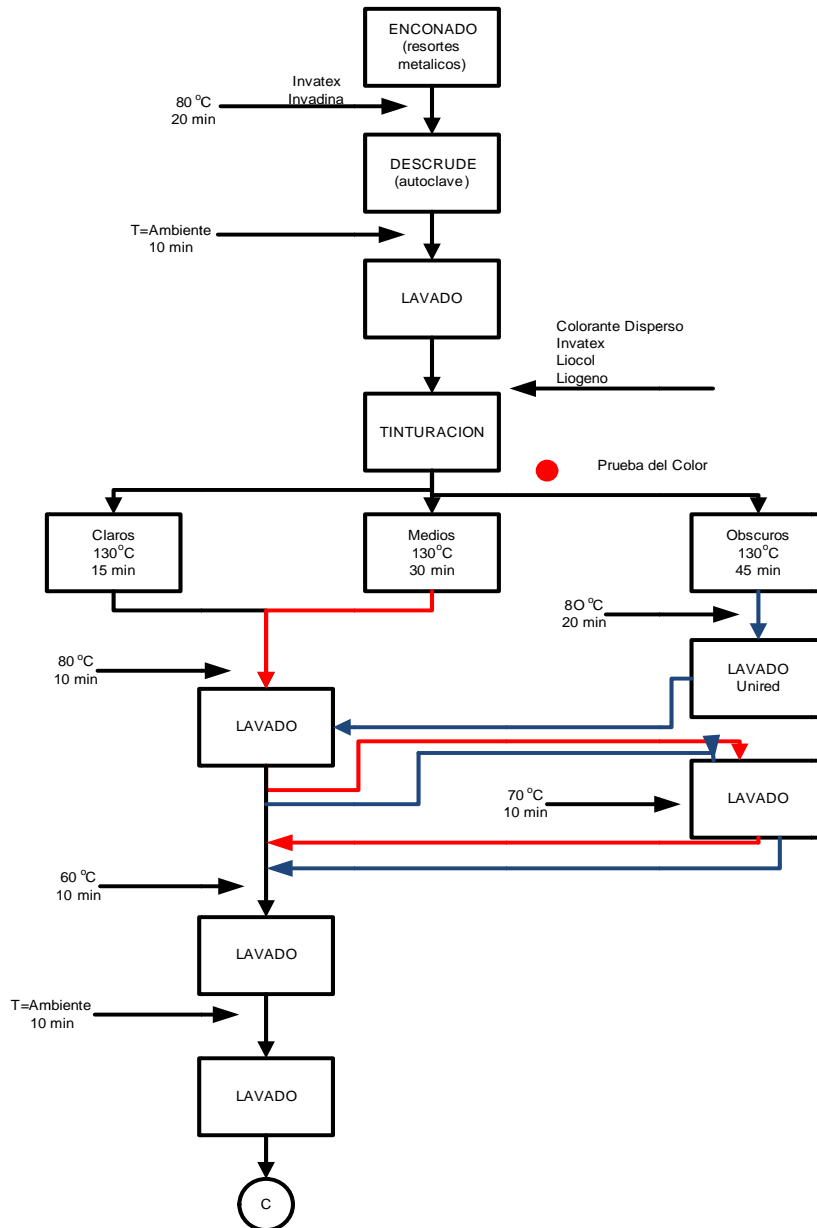 ENCONADO
(resortes
metalicos)
Invatex
Invadina
80 °C
20 min
DESCRUDE
(autoclave)
T=Ambiente
10 min
LAVADO
Colorante Disperso
Invatex
Liocol
Liogeno
TINTURACION
Prueba del Color
Claros
130°C
15 min
Medios
130°C
30 min
Obscuros
130°C
45 min
8O °C
20 min
LAVADO
Unired
80 °C
10 min
LAVADO
70 °C
10 min
LAVADO
60 °C
10 min
LAVADO
T=Ambiente
10 min
LAVADO
C